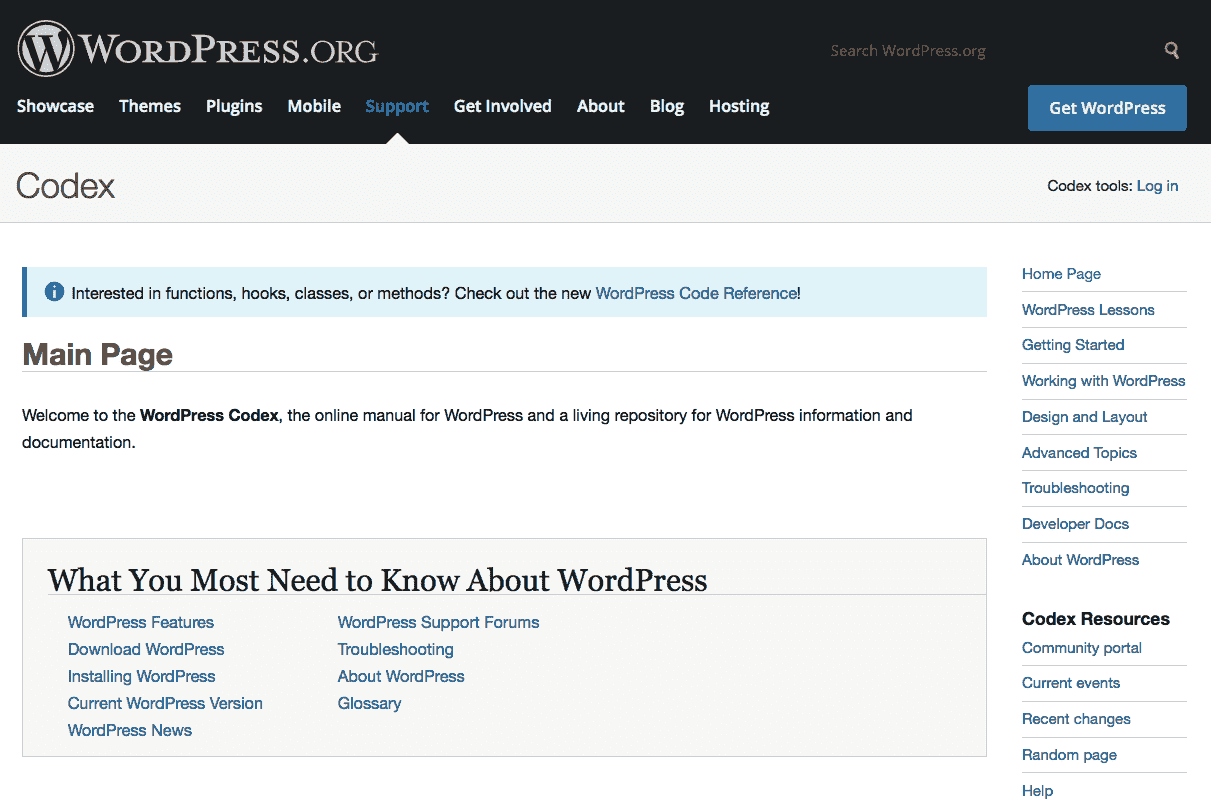 WORDPRESS.ORG
Search WordPress.org
Showcase Themes Plugins Mobile Support Get Involved About Blog Hosting
Get WordPress
Codex
Codex tools: Log in
Interested in functions, hooks, classes, or methods? Check out the new WordPress Code Reference!
Main Page
Welcome to the WordPress Codex, the online manual for WordPress and a living repository for WordPress information and
documentation.
What You Most Need to Know About WordPress
WordPress Features
Download WordPress
Installing WordPress
Current WordPress Version
WordPress News
WordPress Support Forums
Troubleshooting
About WordPress
Glossary
Home Page
WordPress Lessons
Getting Started
Working with WordPress
Design and Layout
Advanced Topics
Troubleshooting
Developer Docs
About WordPress
Codex Resources
Community portal
Current events
Recent changes
Random page
Help